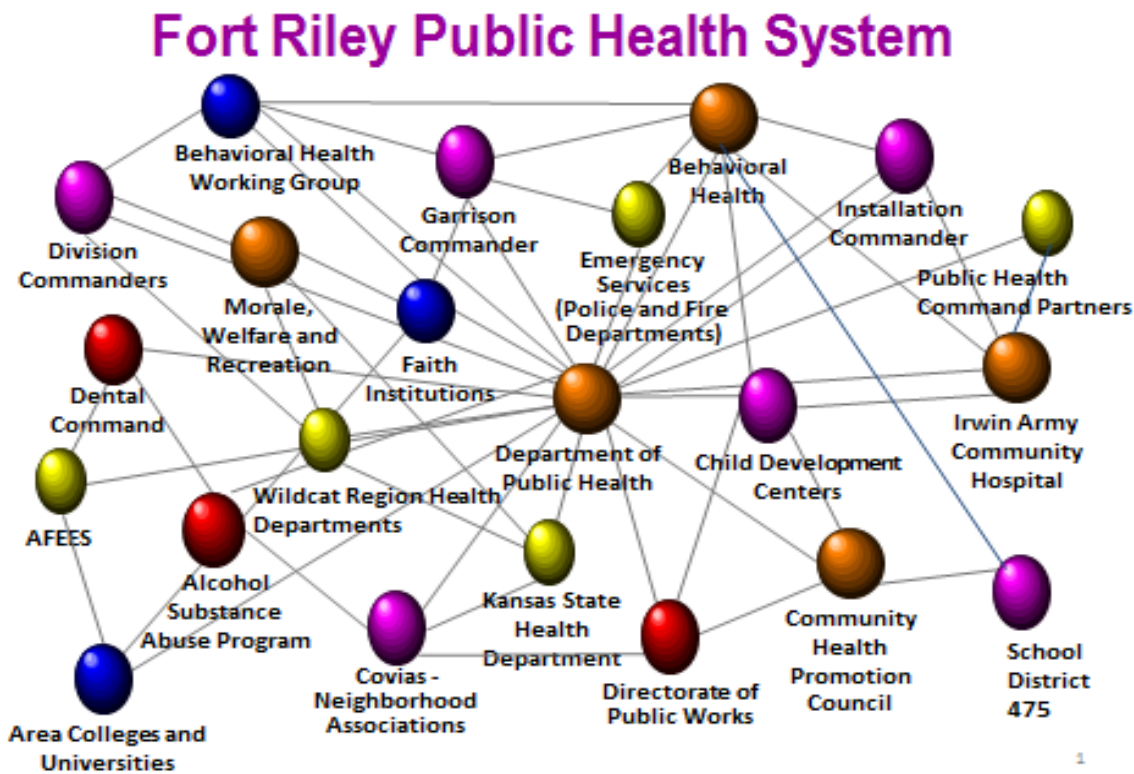 Fort Riley Public Health System
Behavioral Health
Working Group
Behavioral
Health
Garrison
Commander
Installation
Commander
Division
Commanders
Emergency
Services
(Police and Fire
Departments)
Public Health
Command Partners
Morale,
Welfare and
Recreation
Faith
Institutions
Dental
Command
Irwin Army
Community
Hospital
Department of
Public Health
Child Development
Centers
Wildcat Region Health
Departments
AFEES
Alcohol
Substance
Abuse Program
Kansas State
Health
Department
Community
Health
Promotion
Council
School
District
475
Covias -
Neighborhood
Associations
Directorate of
Public Works
Area Colleges and
Universities
1